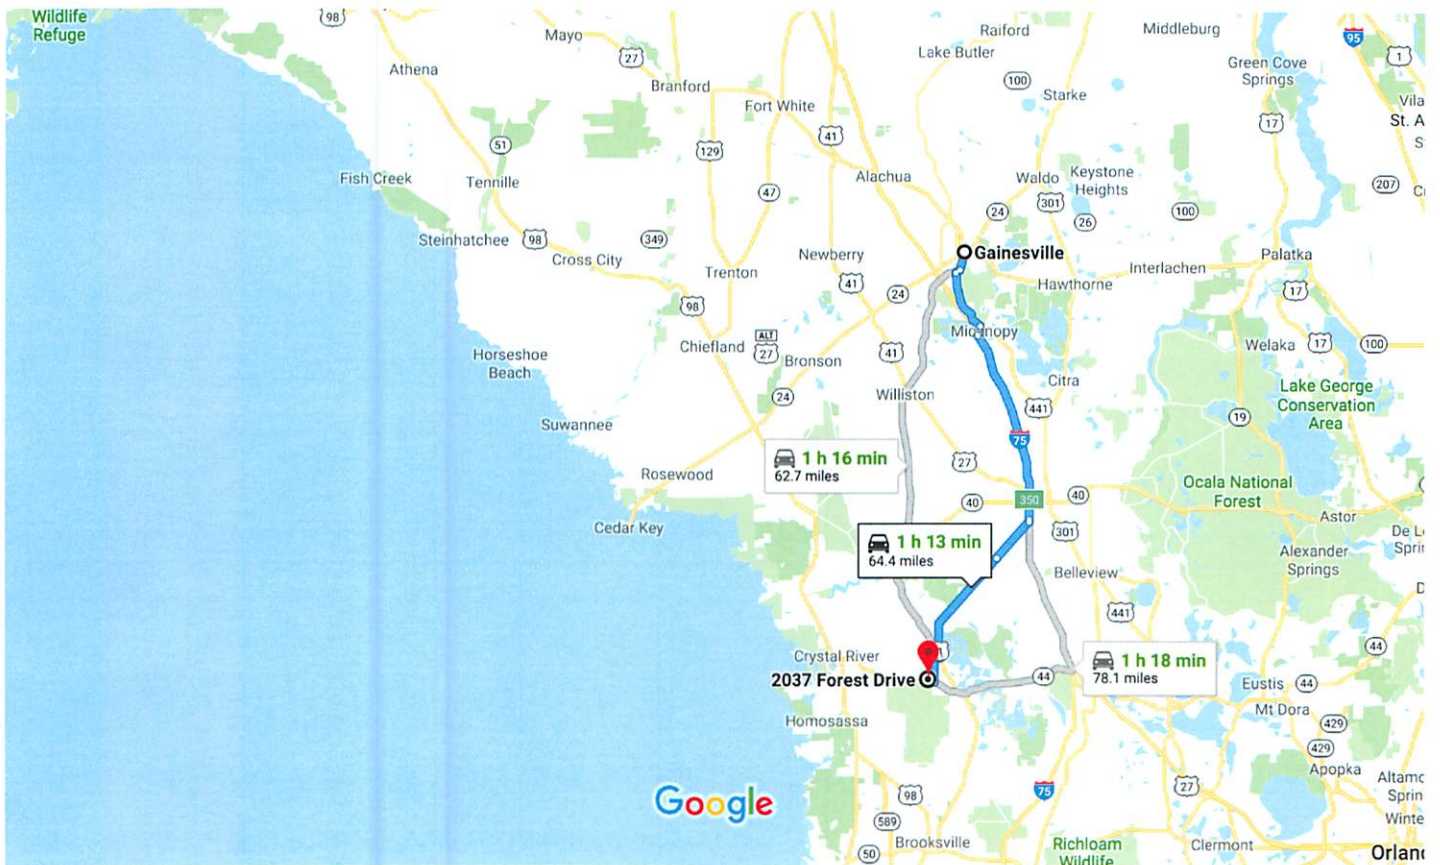 Wildlife
Refuge
98
Mayo
27
Raiford
Lake Butler
Middleburg
95
1
Athena
Branford
100
Starke
Green Cove
Springs
Fort White
41
17
Vila
St. A
S
51
129
Fish Creek
Tennille
47
Alachua
Waldo
Keystone
Heights
207
24
301
26
100
Steinhatchee
98
349
Cross City
Trenton
Newberry
Gainesville
Interlachen
Palatka
Hawthorne
41
24
17
98
Chiefland
ALT
27
Bronson
41
Micanopy
Welaka
17
100
Horseshoe
Beach
Citra
Lake George
Conservation
Area
24
Williston
441
19
Suwannee
75
1 h 16 min
62.7 miles
27
Rosewood
Ocala National
Forest
40
350
40
Cedar Key
Astor
301
De L
Sprin
1 h 13 min
64.4 miles
Alexander
Springs
Belleview
441
44
Crystal River
2037 Forest Drive
44
1 h 18 min
78.1 miles
Eustis
44
Mt Dora
Homosassa
429
429
Apopka
Altamo
Sprin
Google
98
75
27
Winte
589
Brooksville
50
Richloam
Wildlife
Clermont
Orland